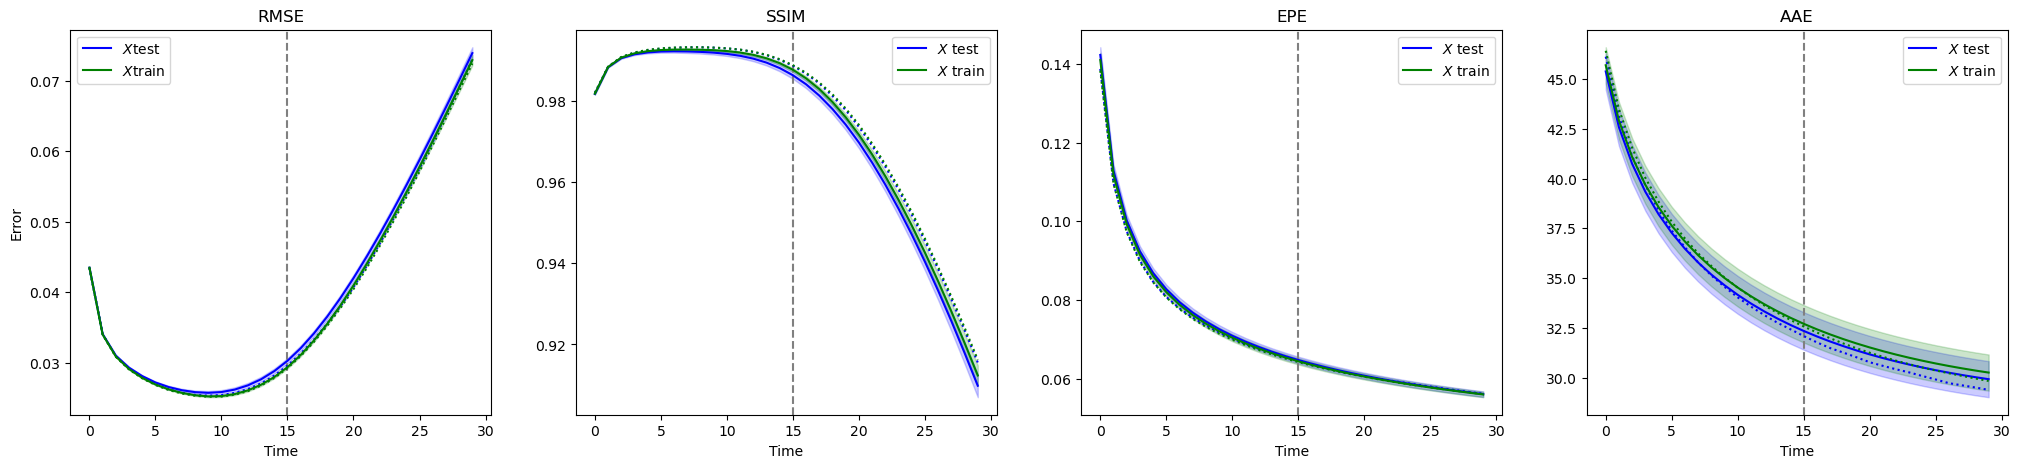 RMSE
X test
X train
0.07
0.06
0.05
0.04
0.03
Error
0 5 10 15 20 25 30
Time
SSIM
X test
X train
0.98
0.96
0.94
0.92
0 5 10 15 20 25 30
Time
EPE
X test
X train
0.14
0.12
0.10
0.08
0.06
0 5 10 15 20 25 30
Time
AAE
X test
X train
45.0
42.5
40.0
37.5
35.0
32.5
30.0
0 5 10 15 20 25 30
Time